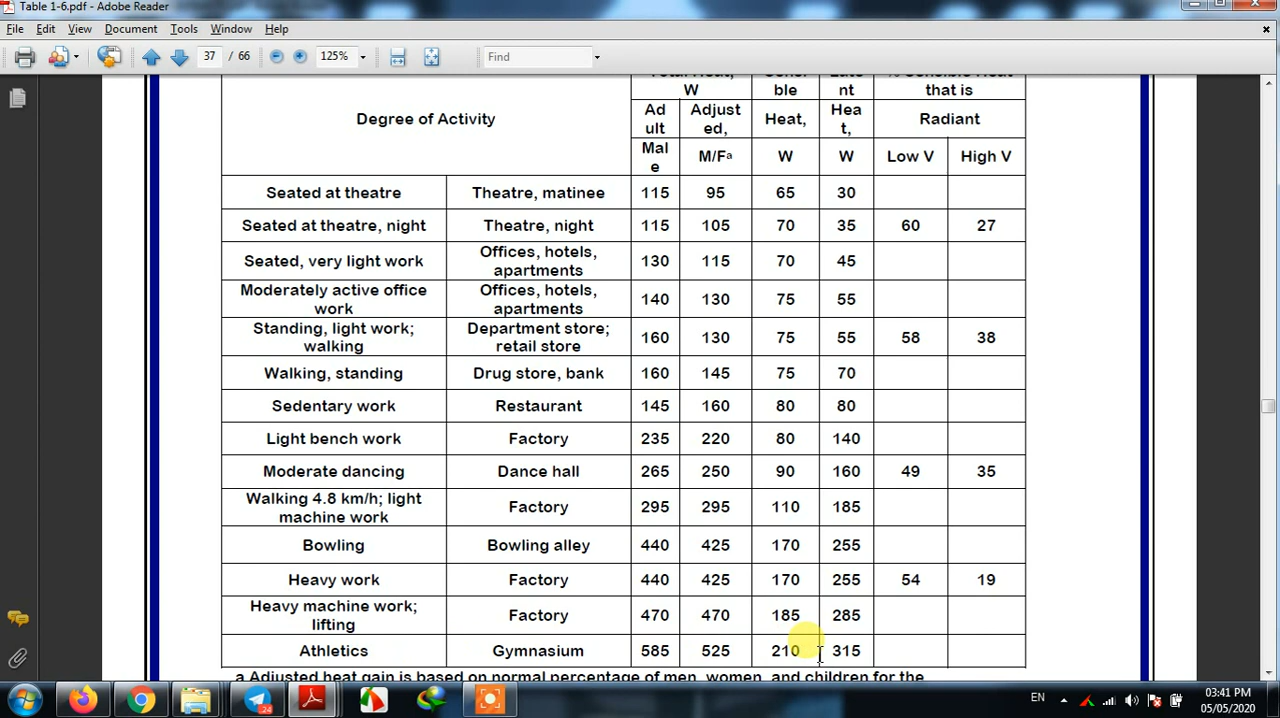 Table 1-6.pdf - Adobe Reader
File Edit View Document Tools Window Help
37 / 66 125% Find
Total Heat, W Sensi ble Late nt % Sensible Heat that is
Degree of Activity Ad ult Adjust ed, Heat, Hea t, Radiant
Mal e M/Fa W W Low V High V
Seated at theatre Theatre, matinee 115 95 65 30
Seated at theatre, night Theatre, night 115 105 70 35 60 27
Seated, very light work Offices, hotels, apartments 130 115 70 45
Moderately active office work Offices, hotels, apartments 140 130 75 55
Standing, light work; walking Department store; retail store 160 130 75 55 58 38
Walking, standing Drug store, bank 160 145 75 70
Sedentary work Restaurant 145 160 80 80
Light bench work Factory 235 220 80 140
Moderate dancing Dance hall 265 250 90 160 49 35
Walking 4.8 km/h; light machine work Factory 295 295 110 185
Bowling Bowling alley 440 425 170 255
Heavy work Factory 440 425 170 255 54 19
Heavy machine work; lifting Factory 470 470 185 285
Athletics Gymnasium 585 525 210 315
a Adjusted heat gain is based on normal percentage of men, women, and children for the
EN 03:41 PM
05/05/2020